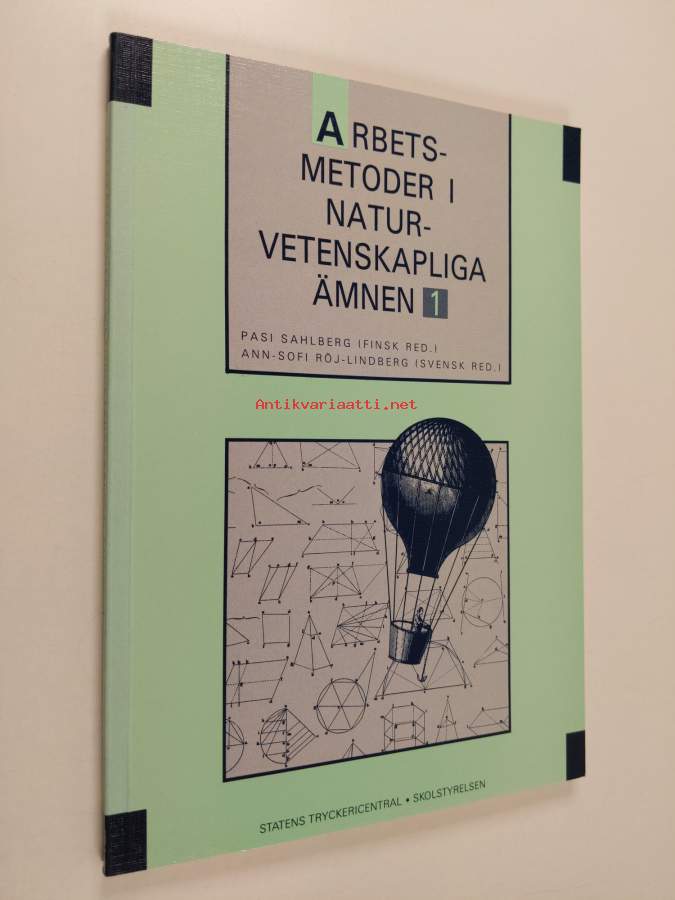 ARBETS-
METODER I
NATUR-
VETENSKAPLIGA
ÄMNEN 1
PASI SAHLBERG (FINSK RED.)
ANN-SOFI RÖJ-LINDBERG (SVENSK RED.)
Antikvariaatti.net
STATENS TRYCKERICENTRAL • SKOLSTYRELSEN